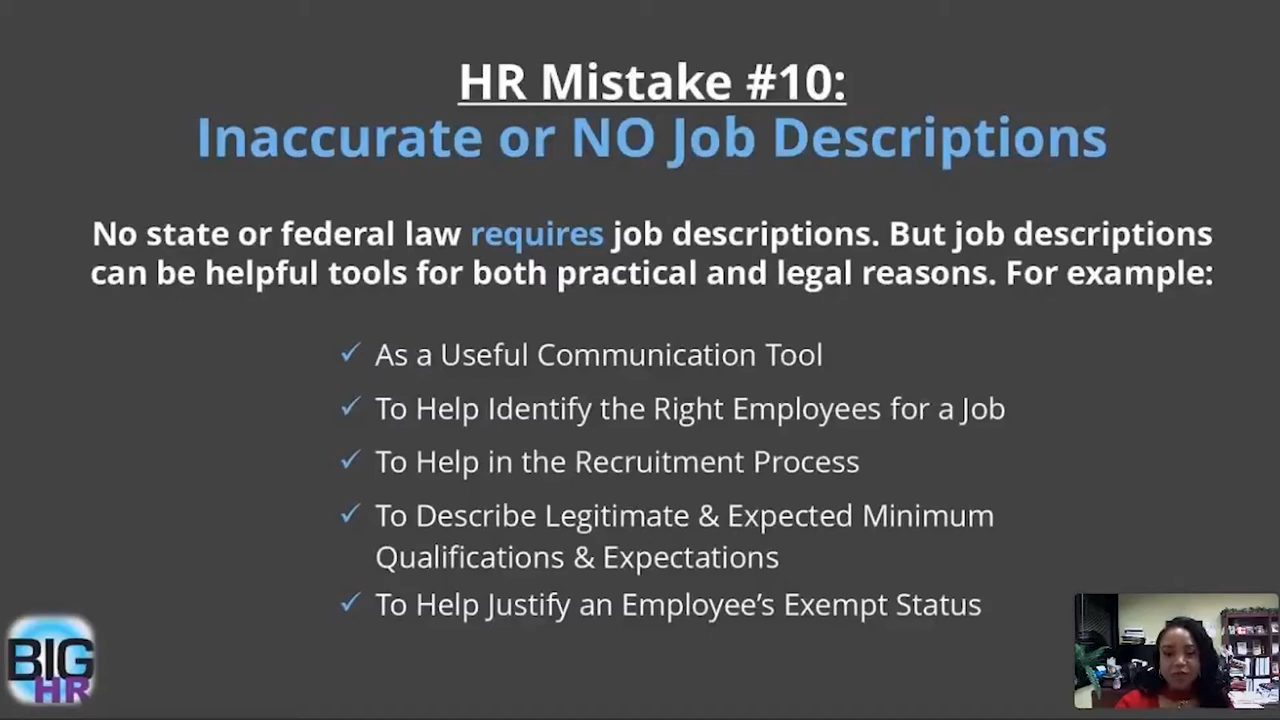 HR Mistake #10:
Inaccurate or NO Job Descriptions
No state or federal law requires job descriptions. But job descriptions
can be helpful tools for both practical and legal reasons. For example:
✓ As a Useful Communication Tool
✓ To Help Identify the Right Employees for a Job
✓ To Help in the Recruitment Process
✓ To Describe Legitimate & Expected Minimum
Qualifications & Expectations
✓ To Help Justify an Employee’s Exempt Status
BIG
HR